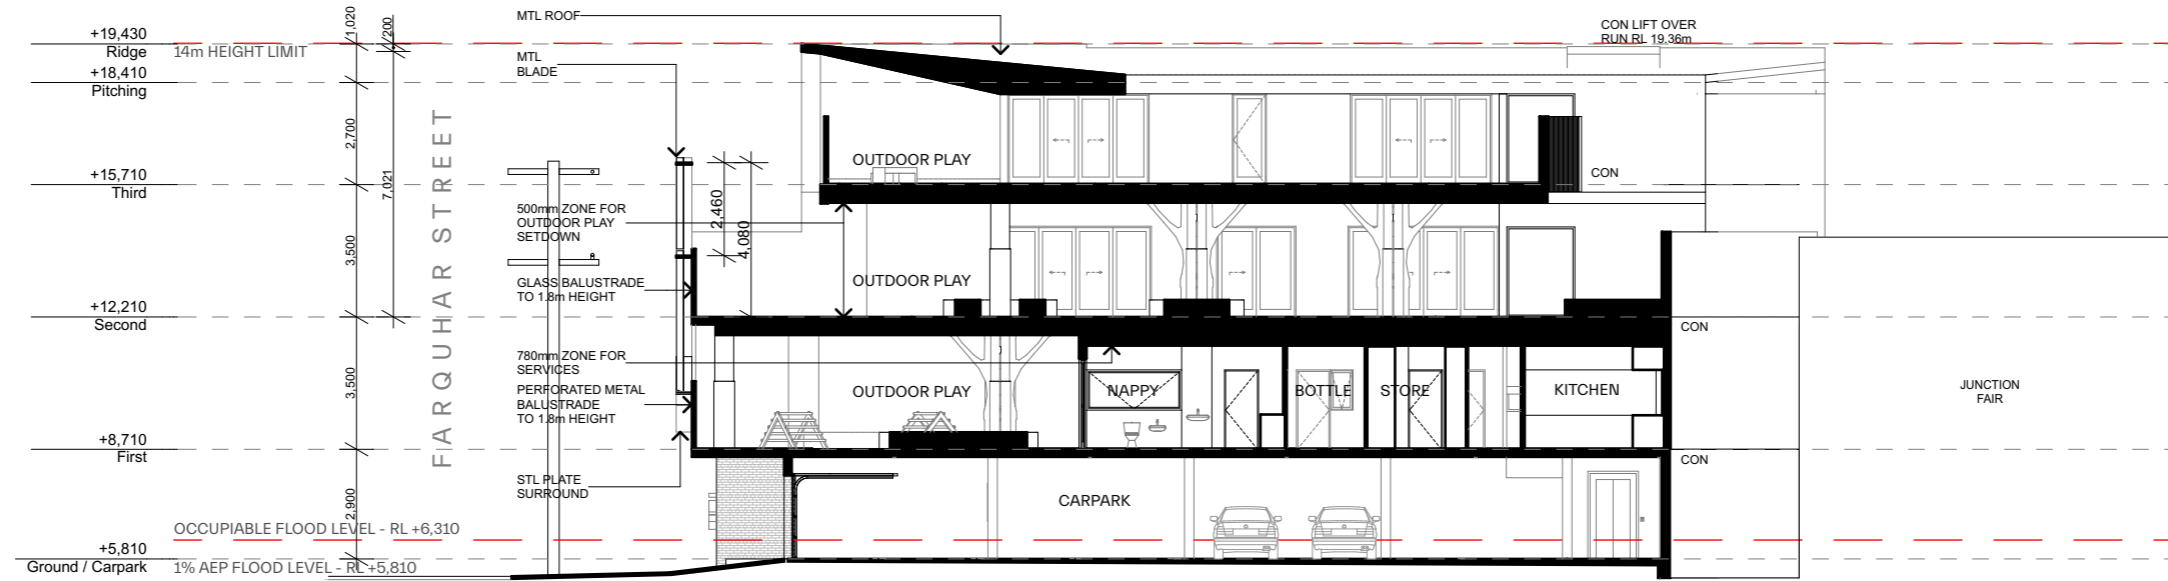 +19,430
Ridge
14m HEIGHT LIMIT
+18,410
Pitching
+15,710
Third
+12,210
Second
+8,710
First
OCCUPIABLE FLOOD LEVEL - RL +6,310
+5,810
Ground / Carpark
1% AEP FLOOD LEVEL - RL +5,810
1,020
200
2,700
7,021
3,500
3,500
2,900
FARQUHAR STREET
MTL ROOF
MTL
BLADE
500mm ZONE FOR
OUTDOOR PLAY
SETDOWN
GLASS BALUSTRADE
TO 1.8m HEIGHT
780mm ZONE FOR
SERVICES
PERFORATED METAL
BALUSTRADE
TO 1.8m HEIGHT
STL PLATE
SURROUND
2,460
4,080
CON LIFT OVER
RUN RL 19.36m
OUTDOOR PLAY
CON
OUTDOOR PLAY
CON
OUTDOOR PLAY
NAPPY
BOTTLE
STORE
KITCHEN
CON
CARPARK
JUNCTION
FAIR